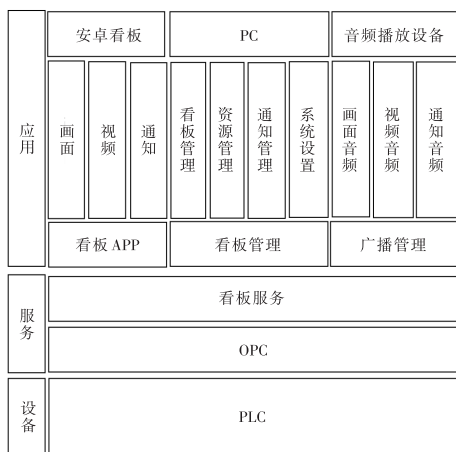 应用
安卓看板
PC
音频播放设备
画面
视频
通知
看板管理
资源管理
通知管理
系统设置
画面音频
视频音频
通知音频
看板 APP
看板管理
广播管理
服务
看板服务
OPC
设备
PLC